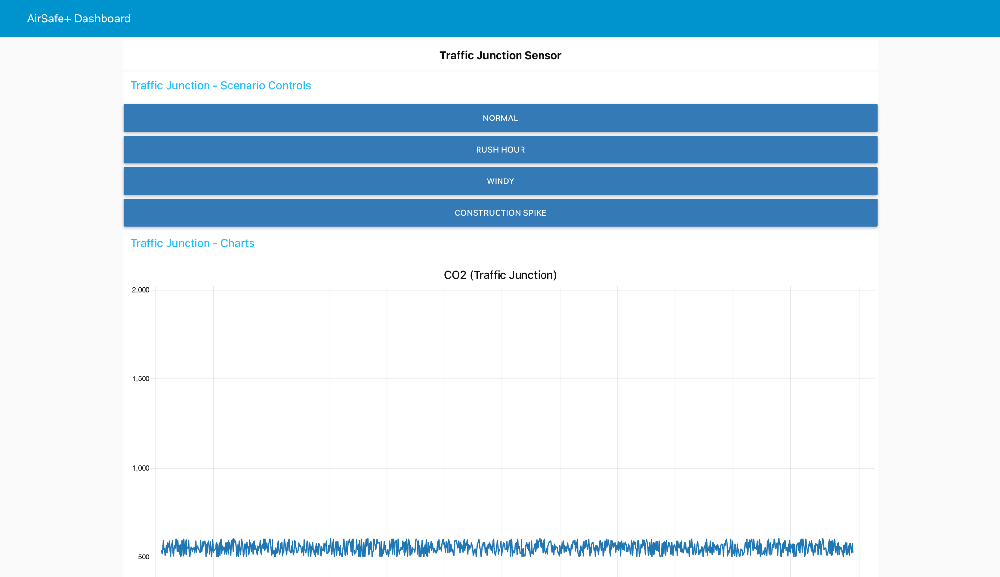 AirSafe+ Dashboard
Traffic Junction Sensor
Traffic Junction - Scenario Controls
NORMAL
RUSH HOUR
WINDY
CONSTRUCTION SPIKE
Traffic Junction - Charts
CO2 (Traffic Junction)
2,000
1,500
1,000
500